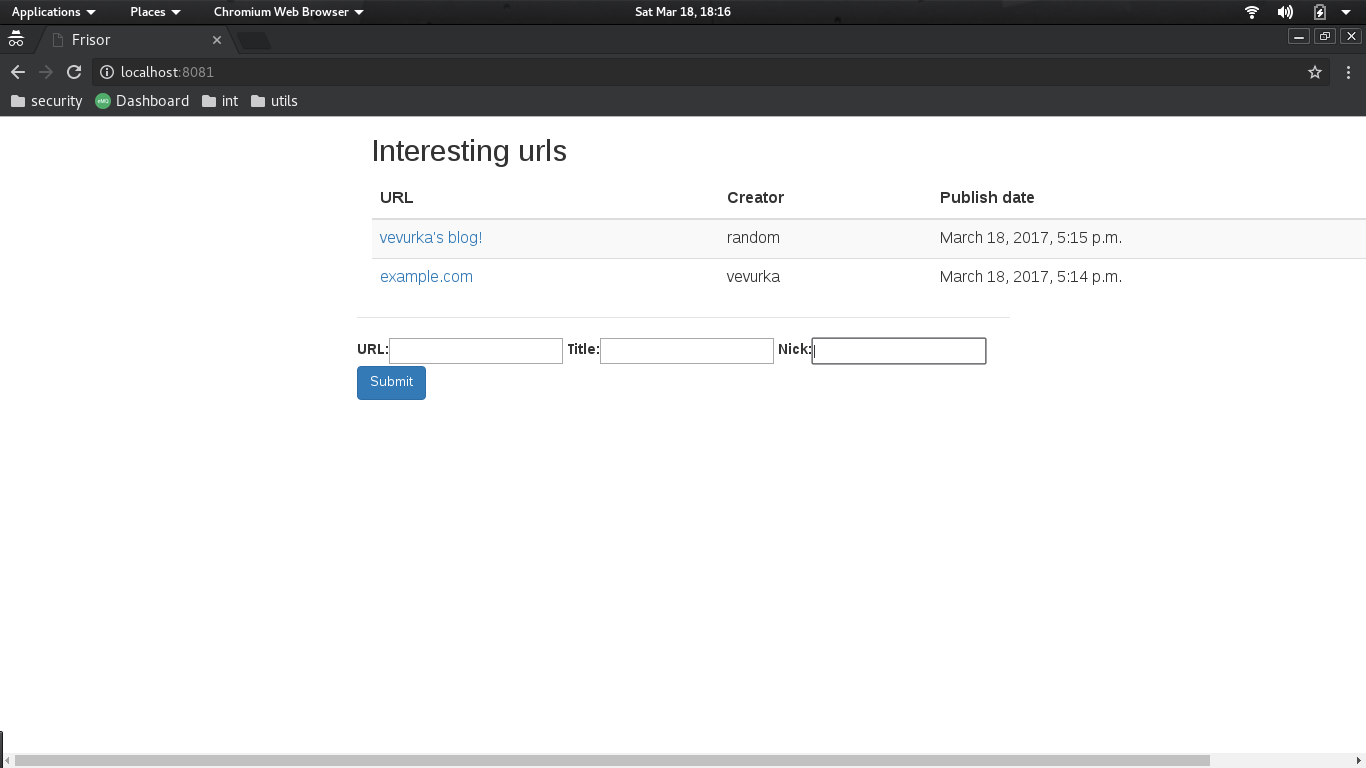 Applications Places Chromium Web Browser Sat Mar 18, 18:16
Frisor
localhost:8081
security eMQ Dashboard int utils
Interesting urls
URL Creator Publish date
vevurka's blog! random March 18, 2017, 5:15 p.m.
example.com vevurka March 18, 2017, 5:14 p.m.
URL: Title: Nick:
Submit